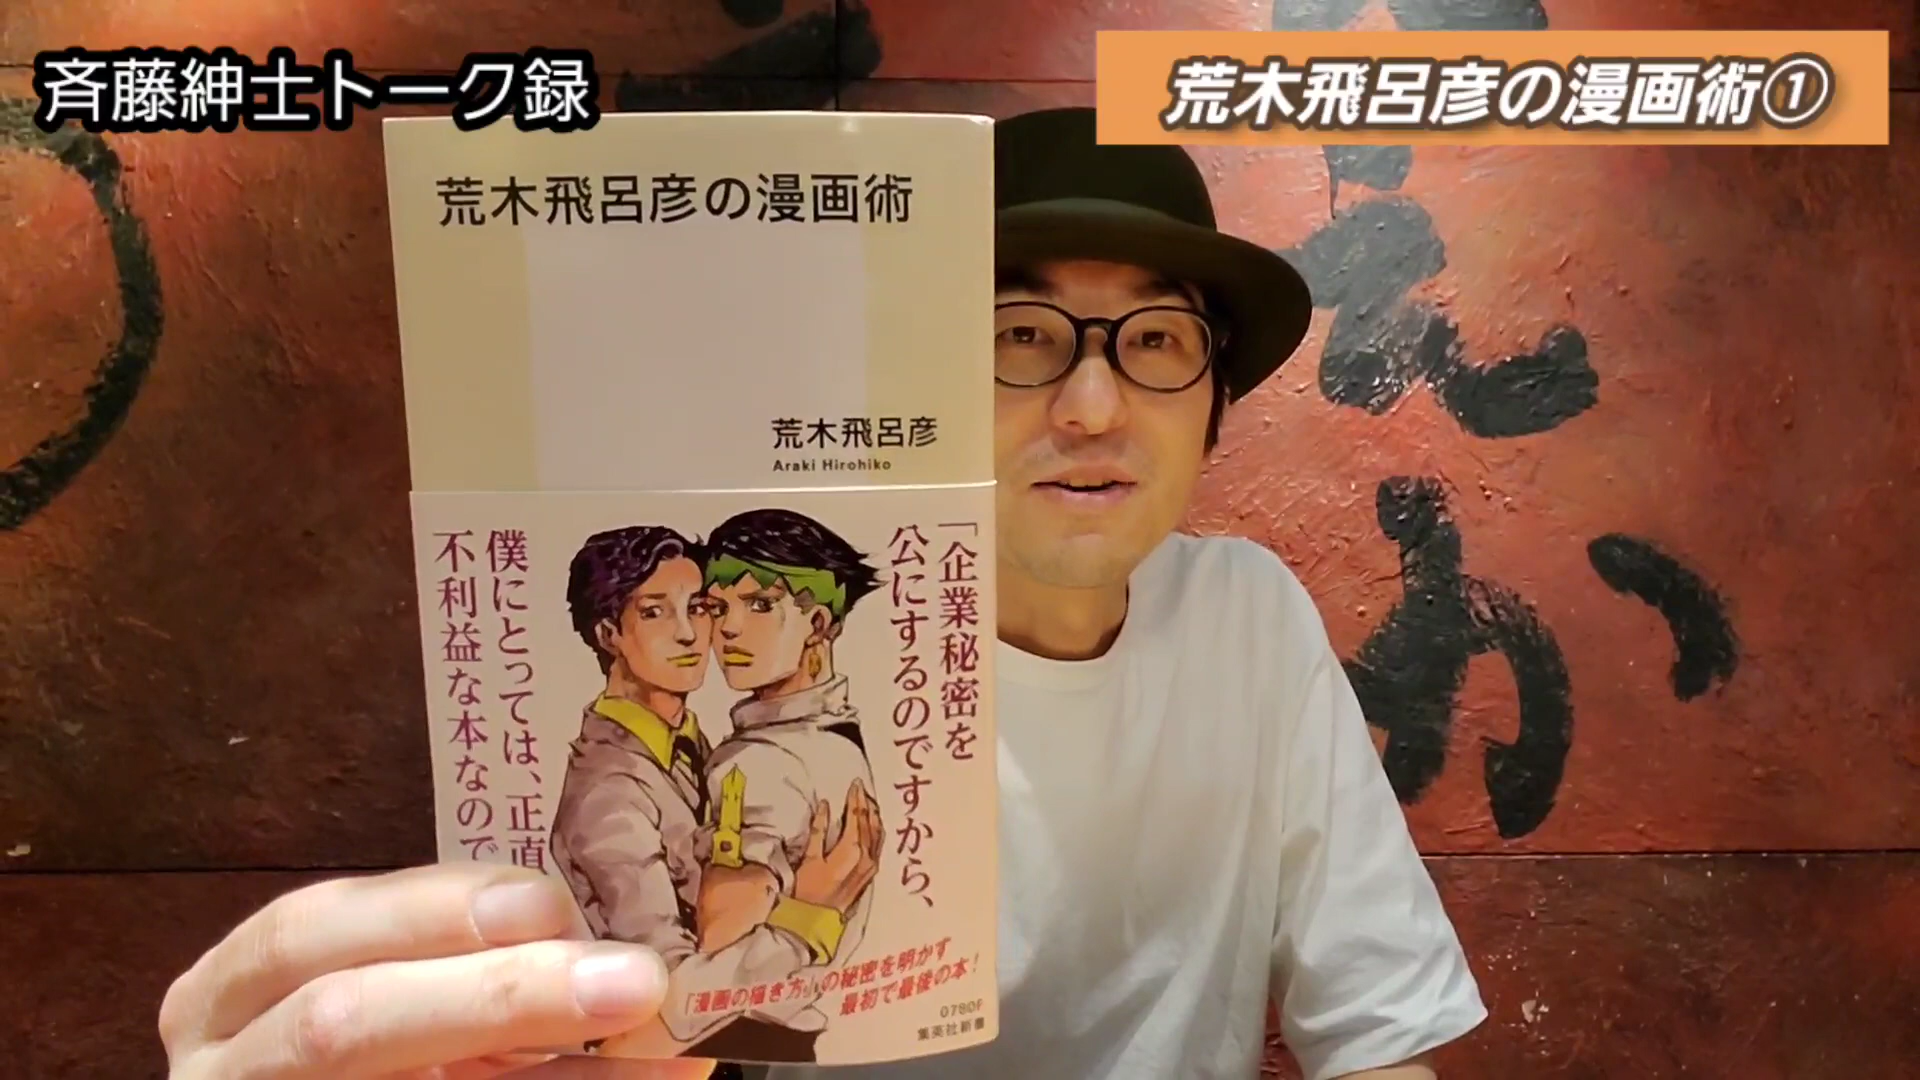 斉藤紳士トーク録
荒木飛呂彦の漫画術①
荒木飛呂彦の漫画術
荒木飛呂彦
Araki Hirohiko
「企業秘密を
公にするのですから、
僕にとっては、正直
不利益な本なので
「漫画の描き方」の秘密を明かす
最初で最後の本!
0780F
集英社新書
か